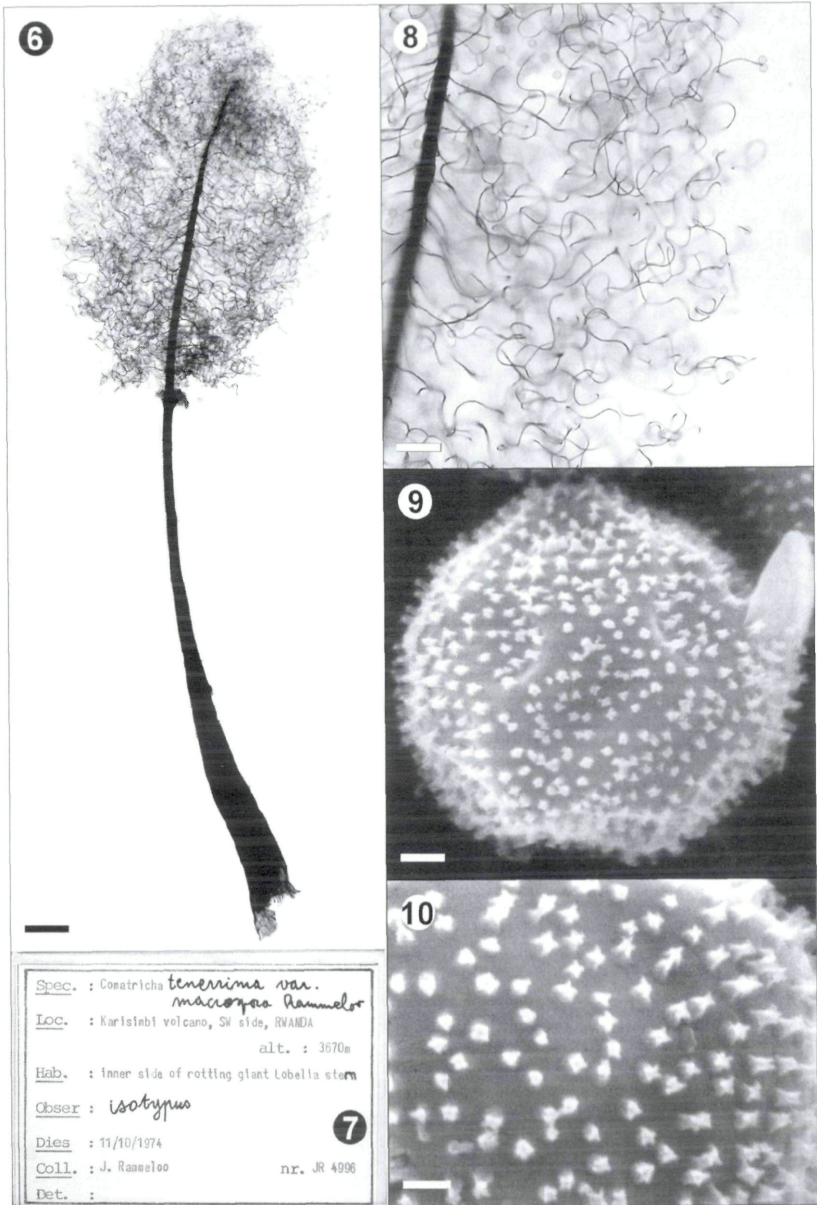 6
8
9
10
Spec. : Comatricha tenerrima var.
macrospora Rammeloo
Loc. : Karisimbi volcano, SW side, RWANDA
alt. : 3670m
Hab. : inner side of rotting giant Lobelia stem
Obser : isotypus
7
Dies : 11/10/1974
Coll. : J. Rammeloo nr. JR 4996
Det. :